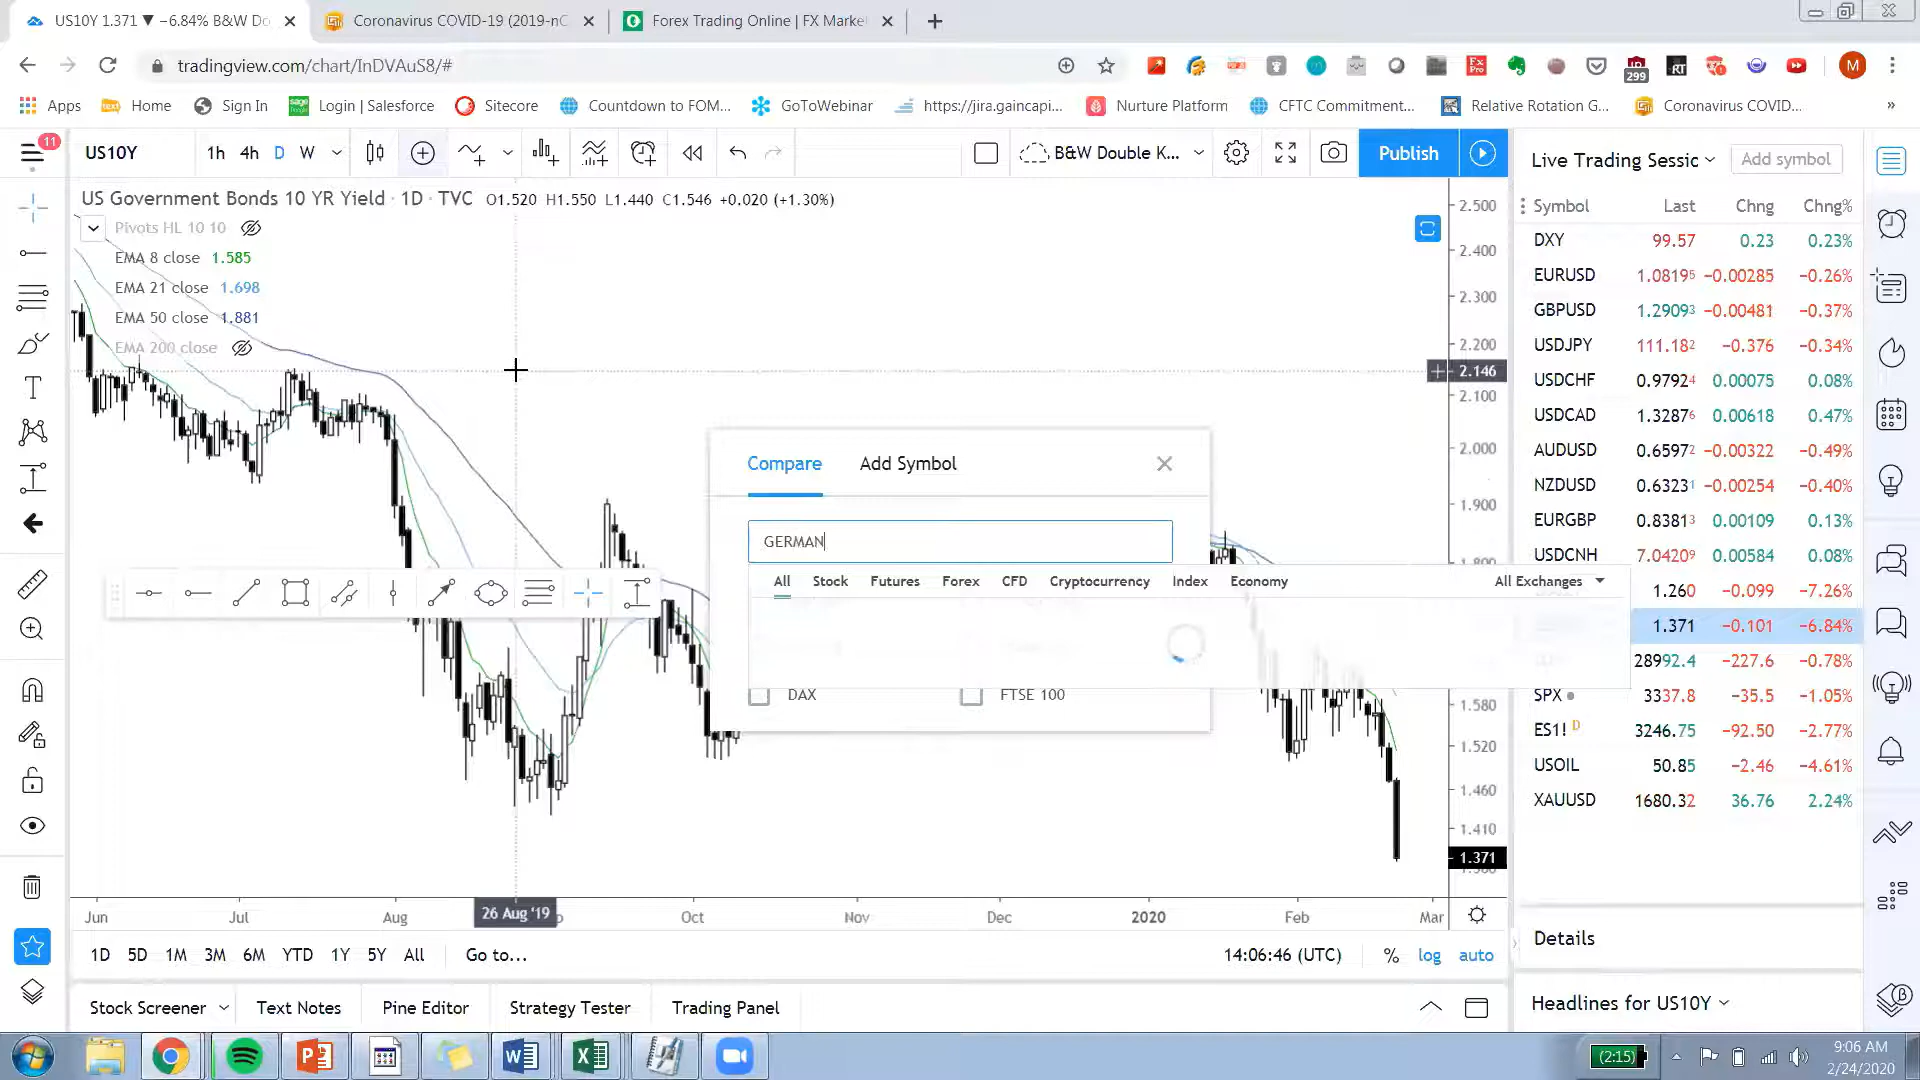 US10Y 1.371 ▼ −6.84% B&W Do
Coronavirus COVID-19 (2019-nC
Forex Trading Online | FX Marke
tradingview.com/chart/InDVAuS8/#
299
M
Apps
Home
Sign In
Login | Salesforce
Sitecore
Countdown to FOM...
GoToWebinar
https://jira.gaincapi...
Nurture Platform
CFTC Commitment...
Relative Rotation G...
Coronavirus COVID...
»
11
US10Y
1h 4h D W
B&W Double K...
Publish
Live Trading Sessic
Add symbol
US Government Bonds 10 YR Yield · 1D · TVC O1.520 H1.550 L1.440 C1.546 +0.020 (+1.30%)
Pivots HL 10 10
EMA 8 close 1.585
EMA 21 close 1.698
EMA 50 close 1.881
EMA 200 close
2.500
2.400
2.300
2.200
2.146
2.100
2.000
1.900
1.800
1.580
1.520
1.460
1.410
1.371
Symbol Last Chng Chng%
DXY 99.57 0.23 0.23%
EURUSD 1.08195 −0.00285 −0.26%
GBPUSD 1.29093 −0.00481 −0.37%
USDJPY 111.182 −0.376 −0.34%
USDCHF 0.97924 0.00075 0.08%
USDCAD 1.32876 0.00618 0.47%
AUDUSD 0.65972 −0.00322 −0.49%
NZDUSD 0.63231 −0.00254 −0.40%
EURGBP 0.83813 0.00109 0.13%
USDCNH 7.04209 0.00584 0.08%
1.260 −0.099 −7.26%
1.371 −0.101 −6.84%
28992.4 −227.6 −0.78%
SPX 3337.8 −35.5 −1.05%
ES1! D 3246.75 −92.50 −2.77%
USOIL 50.85 −2.46 −4.61%
XAUUSD 1680.32 36.76 2.24%
Compare Add Symbol
GERMAN
All Stock Futures Forex CFD Cryptocurrency Index Economy All Exchanges
DAX FTSE 100
Jun Jul Aug 26 Aug '19 Oct Nov Dec 2020 Feb Mar
1D 5D 1M 3M 6M YTD 1Y 5Y All Go to...
14:06:46 (UTC) % log auto
Details
Stock Screener Text Notes Pine Editor Strategy Tester Trading Panel
Headlines for US10Y
(2:15)
9:06 AM
2/24/2020